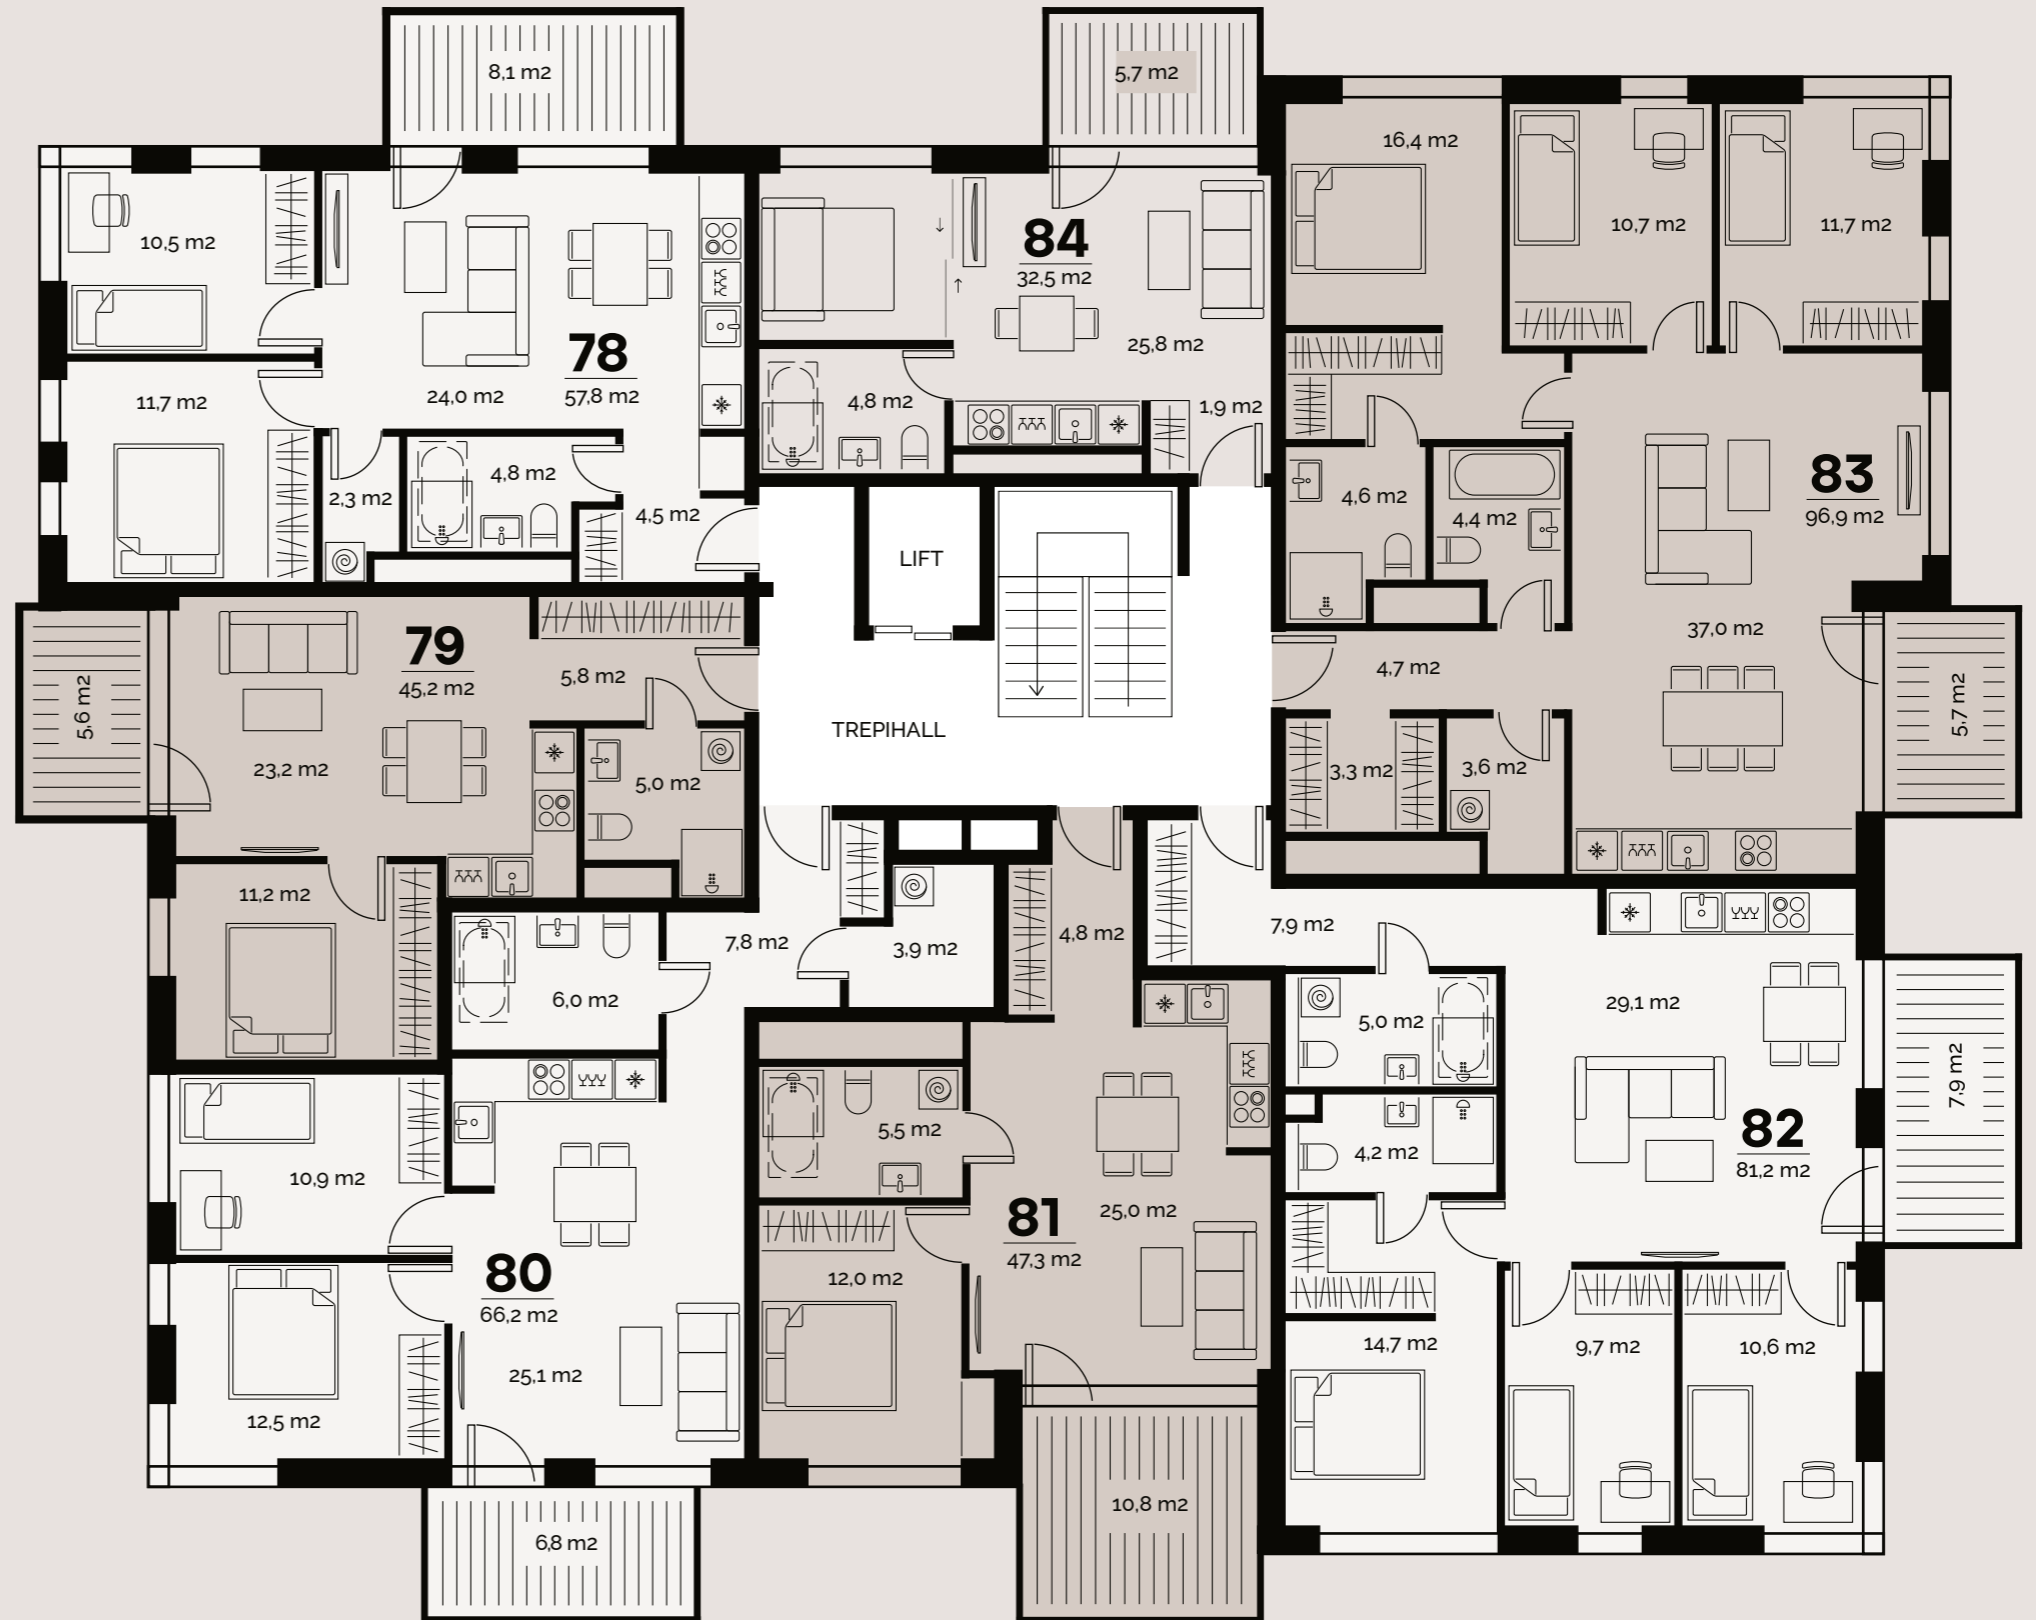 8,1 m2
5,7 m2
10,5 m2
11,7 m2
24,0 m2
78
57,8 m2
2,3 m2
4,8 m2
4,5 m2
84
32,5 m2
25,8 m2
4,8 m2
1,9 m2
16,4 m2
10,7 m2
11,7 m2
83
96,9 m2
4,6 m2
4,4 m2
37,0 m2
4,7 m2
3,3 m2
3,6 m2
5,7 m2
LIFT
TREPIHALL
79
45,2 m2
5,8 m2
5,6 m2
23,2 m2
5,0 m2
11,2 m2
7,8 m2
3,9 m2
6,0 m2
10,9 m2
80
66,2 m2
25,1 m2
12,5 m2
6,8 m2
4,8 m2
5,5 m2
81
47,3 m2
25,0 m2
12,0 m2
10,8 m2
7,9 m2
29,1 m2
5,0 m2
4,2 m2
82
81,2 m2
7,9 m2
14,7 m2
9,7 m2
10,6 m2